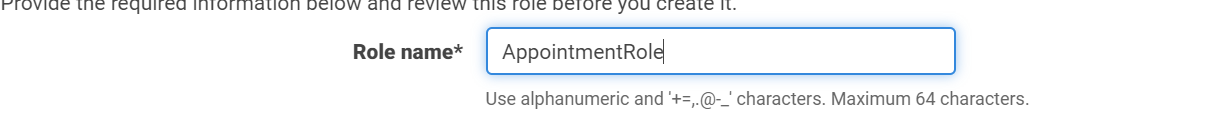 Provide the required information below and review this role before you create it.
Role name* AppointmentRole
Use alphanumeric and '+=,.@-_' characters. Maximum 64 characters.